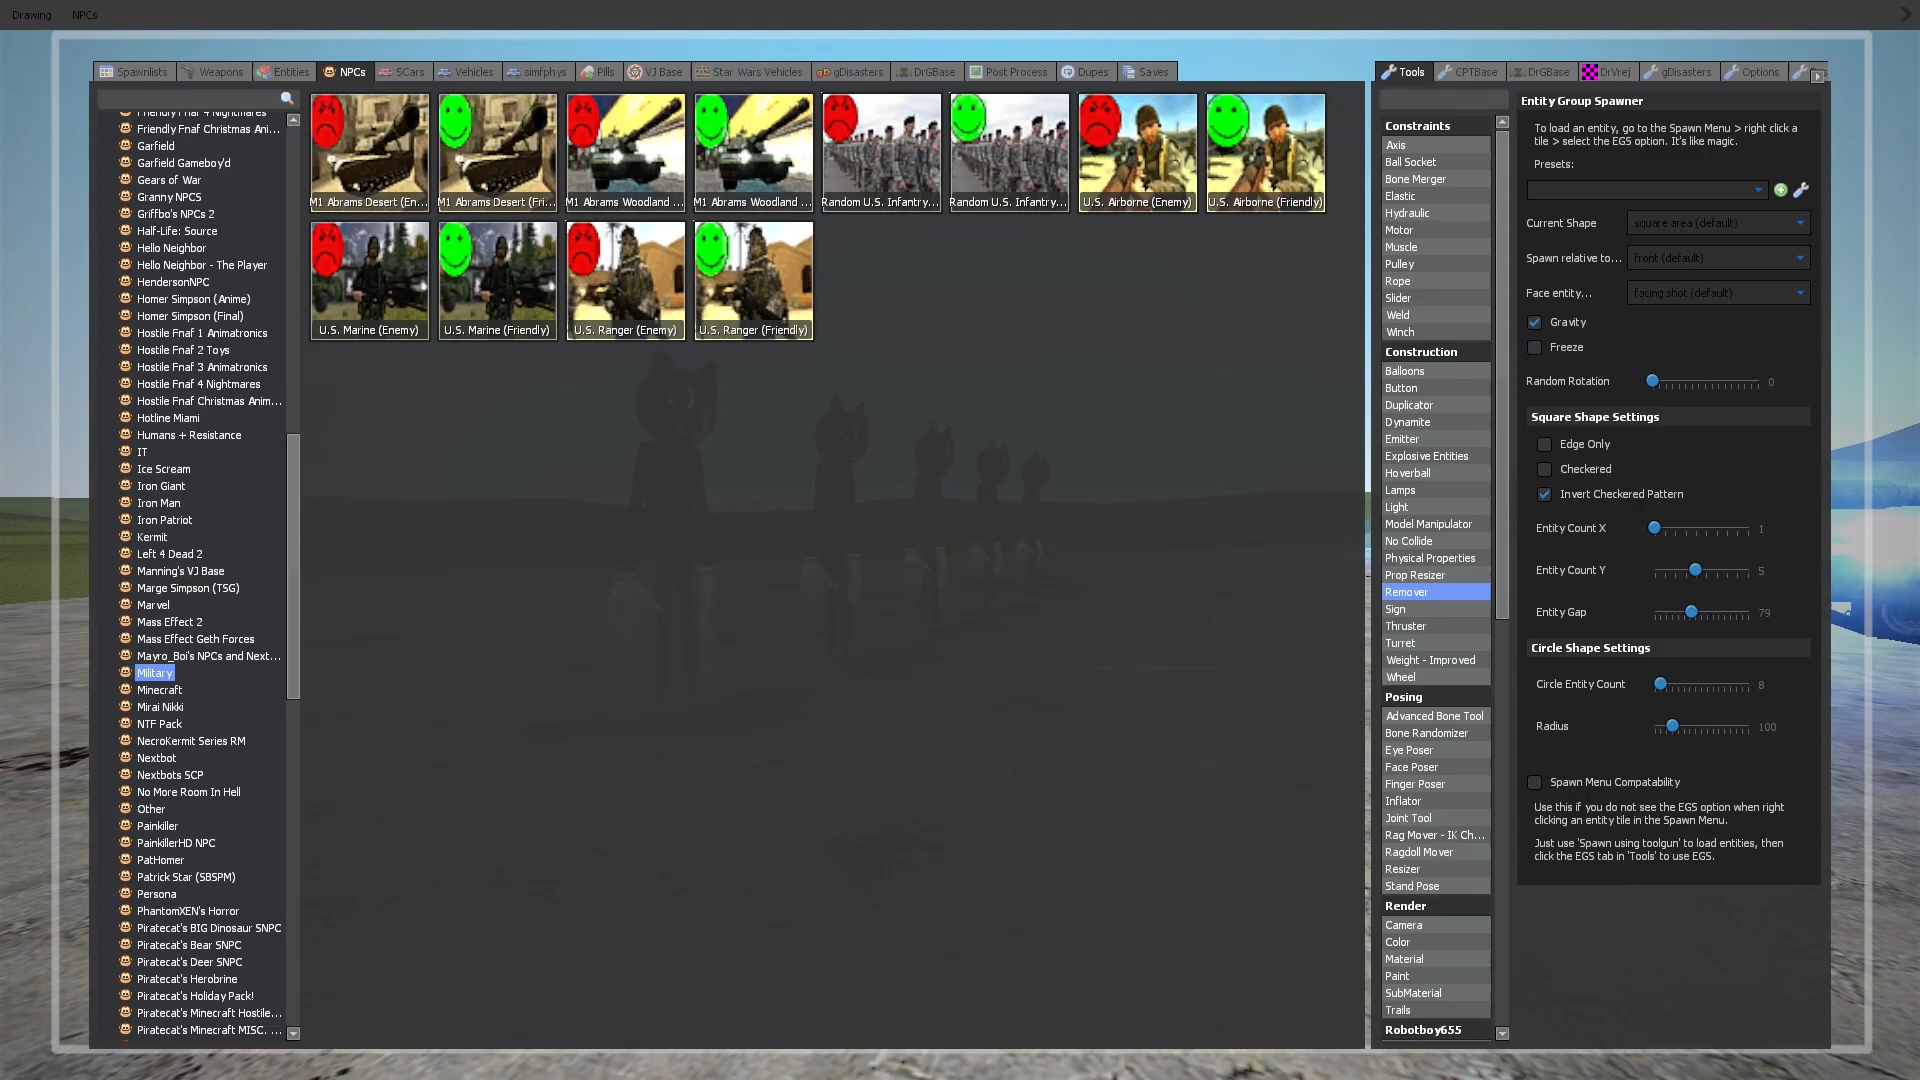 Drawing NPCs
Spawnlists Weapons Entities NPCs SCars Vehicles simfphys Pills VJ Base Star Wars Vehicles gDisasters DrGBase Post Process Dupes Saves
Friendly Fnaf 4 Nightmares
Friendly Fnaf Christmas Ani...
Garfield
Garfield Gameboy'd
Gears of War
Granny NPCS
Griffbo's NPCs 2
Half-Life: Source
Hello Neighbor
Hello Neighbor - The Player
HendersonNPC
Homer Simpson (Anime)
Homer Simpson (Final)
Hostile Fnaf 1 Animatronics
Hostile Fnaf 2 Toys
Hostile Fnaf 3 Animatronics
Hostile Fnaf 4 Nightmares
Hostile Fnaf Christmas Anim...
Hotline Miami
Humans + Resistance
IT
Ice Scream
Iron Giant
Iron Man
Iron Patriot
Kermit
Left 4 Dead 2
Manning's VJ Base
Marge Simpson (TSG)
Marvel
Mass Effect 2
Mass Effect Geth Forces
Mayro_Boi's NPCs and Next...
Military
Minecraft
Mirai Nikki
NTF Pack
NecroKermit Series RM
Nextbot
Nextbots SCP
No More Room In Hell
Other
Painkiller
PainkillerHD NPC
PatHomer
Patrick Star (SBSPM)
Persona
PhantomXEN's Horror
Piratecat's BIG Dinosaur SNPC
Piratecat's Bear SNPC
Piratecat's Deer SNPC
Piratecat's Herobrine
Piratecat's Holiday Pack!
Piratecat's Minecraft Hostile...
Piratecat's Minecraft MISC. ...
M1 Abrams Desert (En... M1 Abrams Desert (Fri... M1 Abrams Woodland ... M1 Abrams Woodland ... Random U.S. Infantry... Random U.S. Infantry... U.S. Airborne (Enemy) U.S. Airborne (Friendly)
U.S. Marine (Enemy) U.S. Marine (Friendly) U.S. Ranger (Enemy) U.S. Ranger (Friendly)
Tools CPTBase DrGBase DrVrej gDisasters Options
Constraints
Axis
Ball Socket
Bone Merger
Elastic
Hydraulic
Motor
Muscle
Pulley
Rope
Slider
Weld
Winch
Construction
Balloons
Button
Duplicator
Dynamite
Emitter
Explosive Entities
Hoverball
Lamps
Light
Model Manipulator
No Collide
Physical Properties
Prop Resizer
Remover
Sign
Thruster
Turret
Weight - Improved
Wheel
Posing
Advanced Bone Tool
Bone Randomizer
Eye Poser
Face Poser
Finger Poser
Inflator
Joint Tool
Rag Mover - IK Ch...
Ragdoll Mover
Resizer
Stand Pose
Render
Camera
Color
Material
Paint
SubMaterial
Trails
Robotboy655
Entity Group Spawner
To load an entity, go to the Spawn Menu > right click a
tile > select the EGS option. It's like magic.
Presets:
Current Shape square area (default)
Spawn relative to... front (default)
Face entity... facing shot (default)
Gravity
Freeze
Random Rotation 0
Square Shape Settings
Edge Only
Checkered
Invert Checkered Pattern
Entity Count X 1
Entity Count Y 5
Entity Gap 79
Circle Shape Settings
Circle Entity Count 8
Radius 100
Spawn Menu Compatability
Use this if you do not see the EGS option when right
clicking an entity tile in the Spawn Menu.
Just use 'Spawn using toolgun' to load entities, then
click the EGS tab in 'Tools' to use EGS.